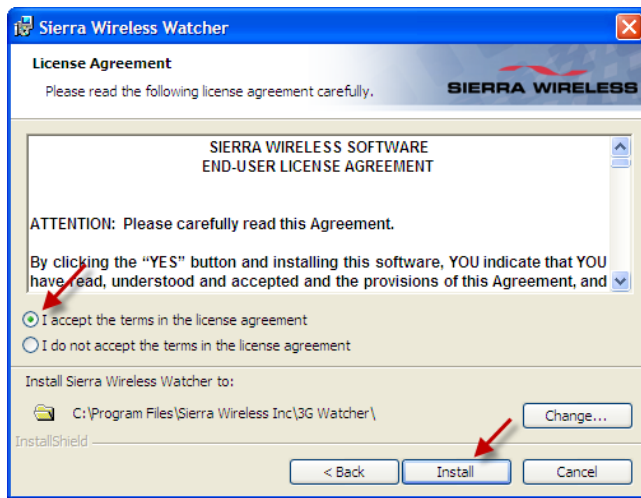 Sierra Wireless Watcher
License Agreement
Please read the following license agreement carefully.
SIERRA WIRELESS
SIERRA WIRELESS SOFTWARE
END-USER LICENSE AGREEMENT
ATTENTION: Please carefully read this Agreement.
By clicking the “YES” button and installing this software, YOU indicate that YOU
have read, understood and accepted and the provisions of this Agreement, and
I accept the terms in the license agreement
I do not accept the terms in the license agreement
Install Sierra Wireless Watcher to:
C:\Program Files\Sierra Wireless Inc\3G Watcher\
Change...
InstallShield
< Back
Install
Cancel